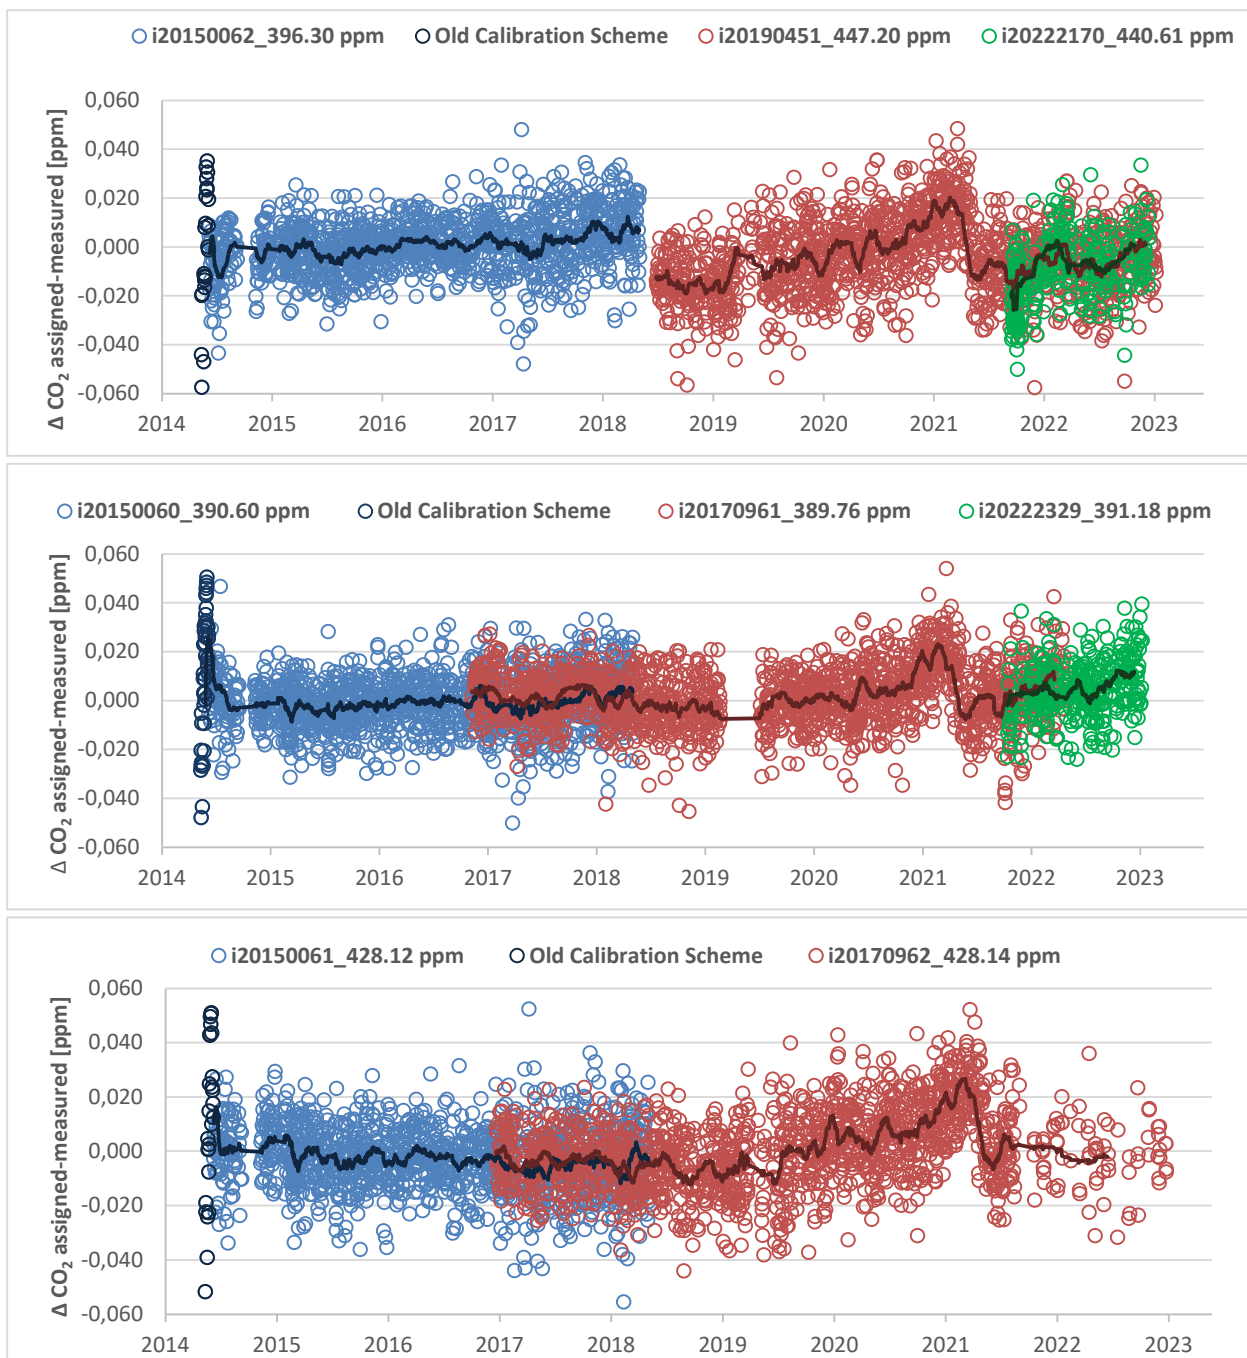 i20150062_396.30 ppm Old Calibration Scheme i20190451_447.20 ppm i20222170_440.61 ppm
Δ CO₂ assigned-measured [ppm]
0,060
0,040
0,020
0,000
-0,020
-0,040
-0,060
2014 2015 2016 2017 2018 2019 2020 2021 2022 2023
i20150060_390.60 ppm Old Calibration Scheme i20170961_389.76 ppm i20222329_391.18 ppm
Δ CO₂ assigned-measured [ppm]
0,060
0,040
0,020
0,000
-0,020
-0,040
-0,060
2014 2015 2016 2017 2018 2019 2020 2021 2022 2023
i20150061_428.12 ppm Old Calibration Scheme i20170962_428.14 ppm
Δ CO₂ assigned-measured [ppm]
0,060
0,040
0,020
0,000
-0,020
-0,040
-0,060
2014 2015 2016 2017 2018 2019 2020 2021 2022 2023